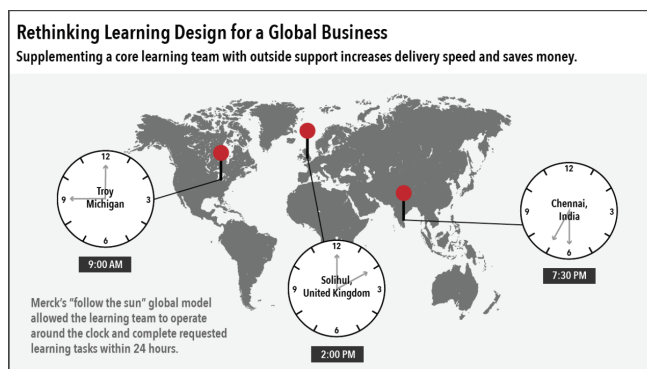 Rethinking Learning Design for a Global Business
Supplementing a core learning team with outside support increases delivery speed and saves money.
12
3
6
9
Troy
Michigan
9:00 AM
12
3
6
9
Solihul,
United Kingdom
2:00 PM
12
3
6
9
Chennai,
India
7:30 PM
Merck's "follow the sun" global model
allowed the learning team to operate
around the clock and complete requested
learning tasks within 24 hours.